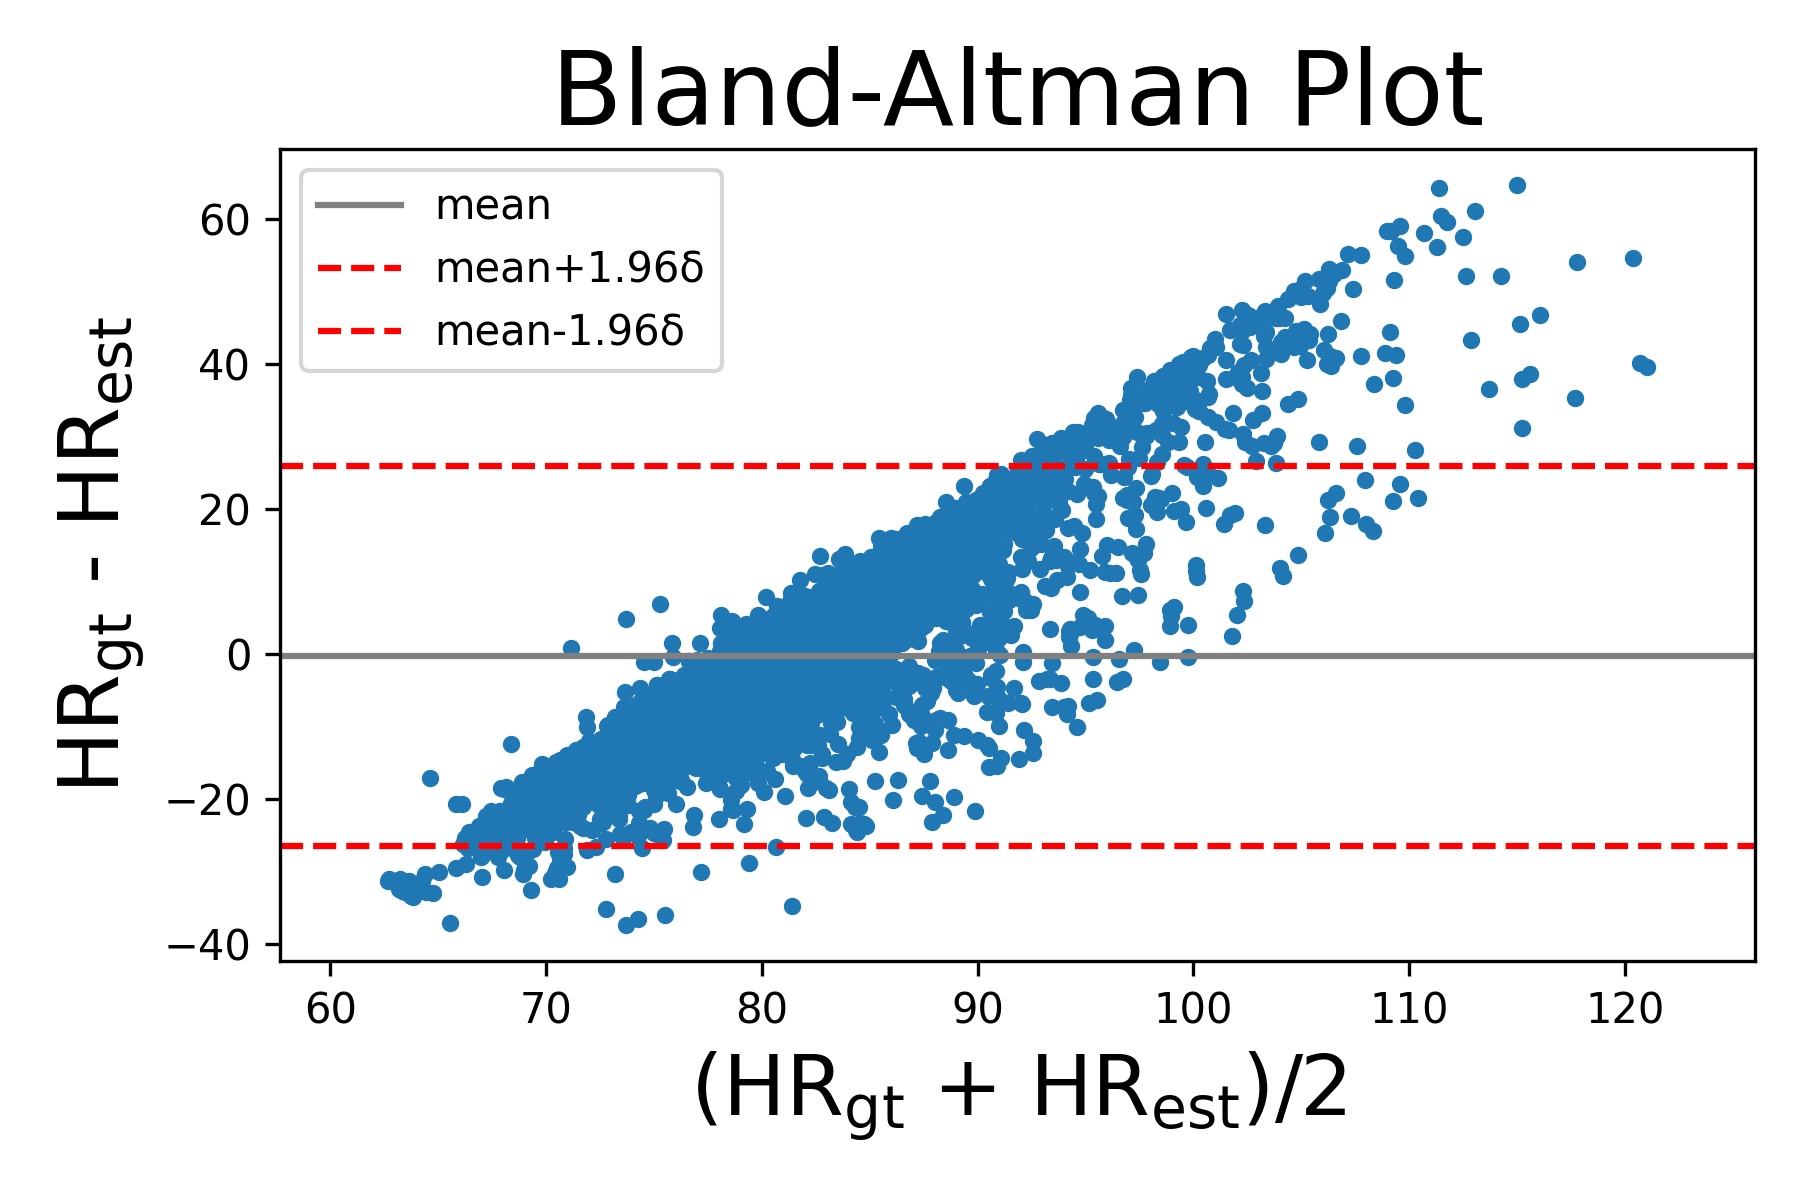 Bland-Altman Plot
mean
mean+1.96δ
mean-1.96δ
HRgt - HRest
60
40
20
0
−20
−40
60 70 80 90 100 110 120
(HRgt + HRest)/2